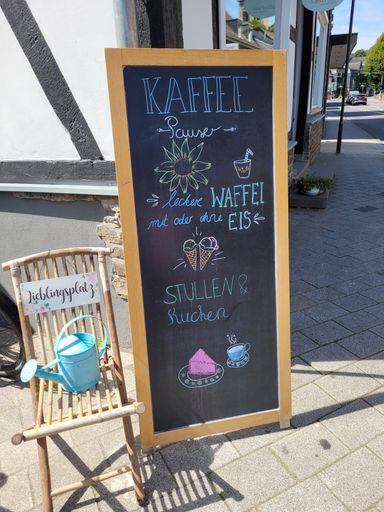 KAFFEE
Pause
leckere WAFFEL
mit oder ohne EIS
STULLEN &
Kuchen
Lieblingsplatz